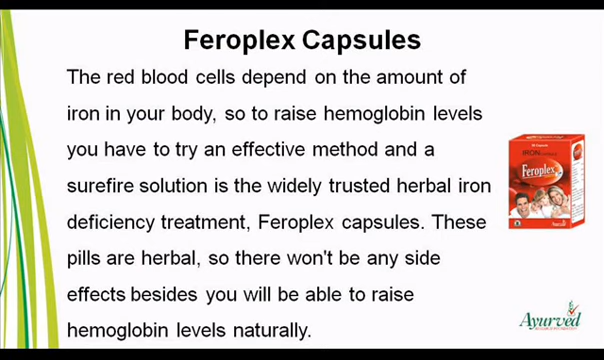 Feroplex Capsules
The red blood cells depend on the amount of
iron in your body, so to raise hemoglobin levels
you have to try an effective method and a
surefire solution is the widely trusted herbal iron
deficiency treatment, Feroplex capsules. These
pills are herbal, so there won't be any side
effects besides you will be able to raise
hemoglobin levels naturally.
IRON
Feroplex
Ayurved